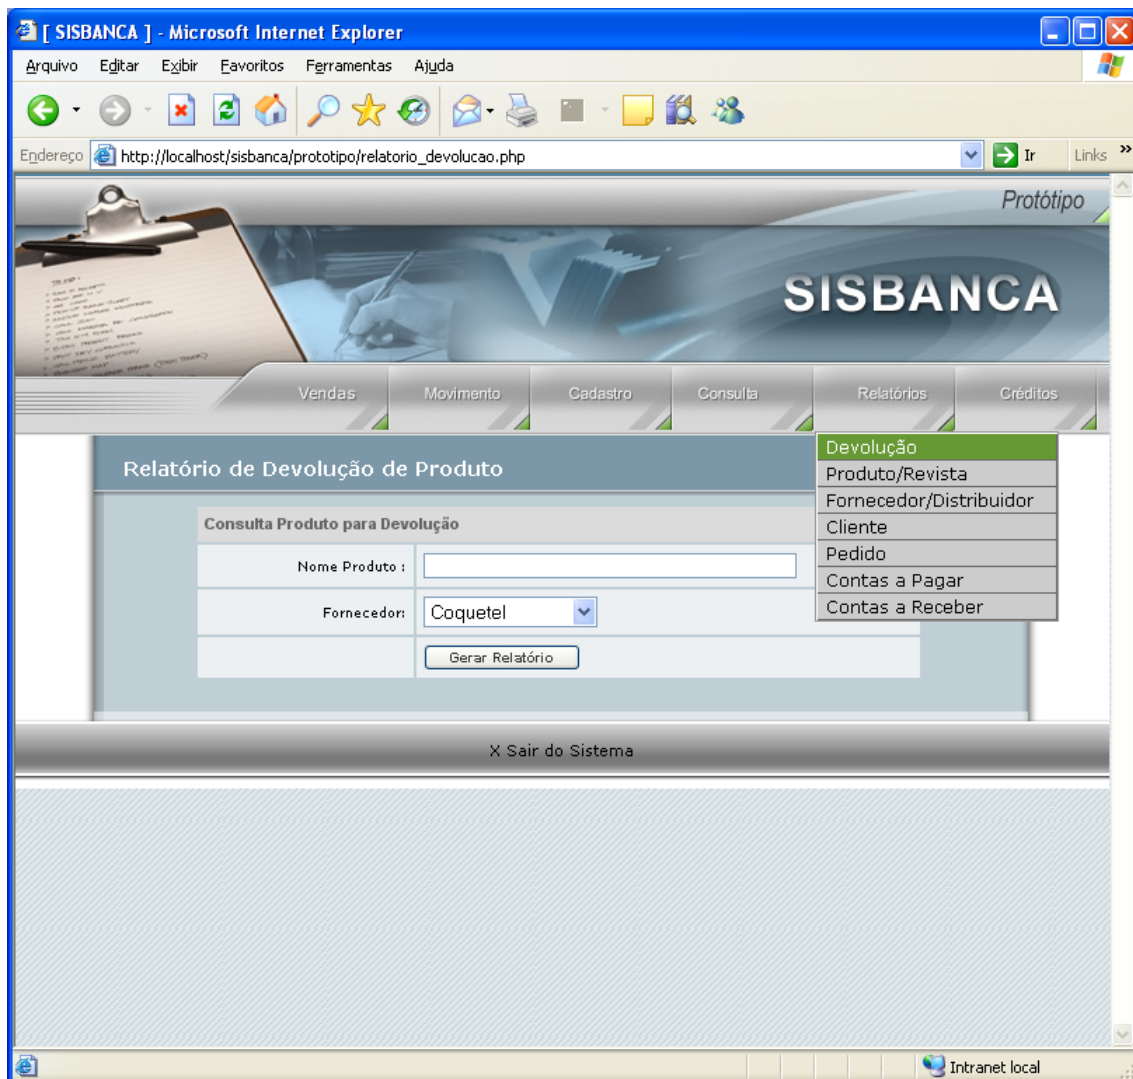 [ SISBANCA ] - Microsoft Internet Explorer
Arquivo Editar Exibir Favoritos Ferramentas Ajuda
Endereço http://localhost/sisbanca/prototipo/relatorio_devolucao.php Ir Links »
Protótipo
SISBANCA
Vendas Movimento Cadastro Consulta Relatórios Créditos
Devolução
Produto/Revista
Fornecedor/Distribuidor
Cliente
Pedido
Contas a Pagar
Contas a Receber
Relatório de Devolução de Produto
Consulta Produto para Devolução
Nome Produto :
Fornecedor: Coquetel
Gerar Relatório
X Sair do Sistema
Intranet local